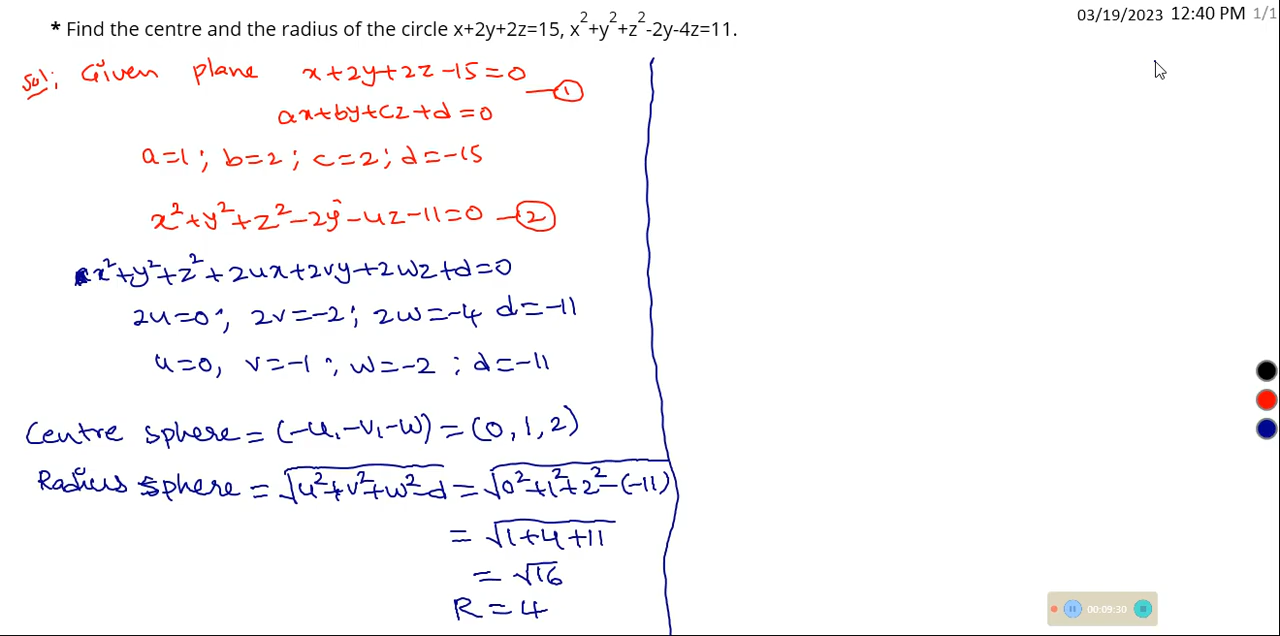 03/19/2023 12:40 PM 1/1
* Find the centre and the radius of the circle x+2y+2z=15, x²+y²+z²-2y-4z=11.
Sol: Given plane x+2y+2z-15=0 —①
ax+by+cz+d=0
a=1; b=2; c=2; d=-15
x²+y²+z²-2y-4z-11=0 —②
x²+y²+z²+2ux+2vy+2wz+d=0
2u=0; 2v=-2; 2w=-4 d=-11
u=0, v=-1; w=-2; d=-11
Centre sphere=(-u,-v,-w)=(0,1,2)
Radius sphere=√u²+v²+w²-d=√0²+1²+2²-(-11)
=√1+4+11
=√16
R=4
00:09:30